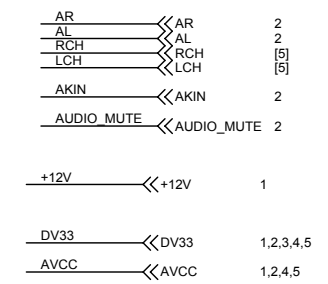 AR AR 2
AL AL 2
RCH RCH [5]
LCH LCH [5]
AKIN AKIN 2
AUDIO_MUTE AUDIO_MUTE 2
+12V +12V 1
DV33 DV33 1,2,3,4,5
AVCC AVCC 1,2,4,5